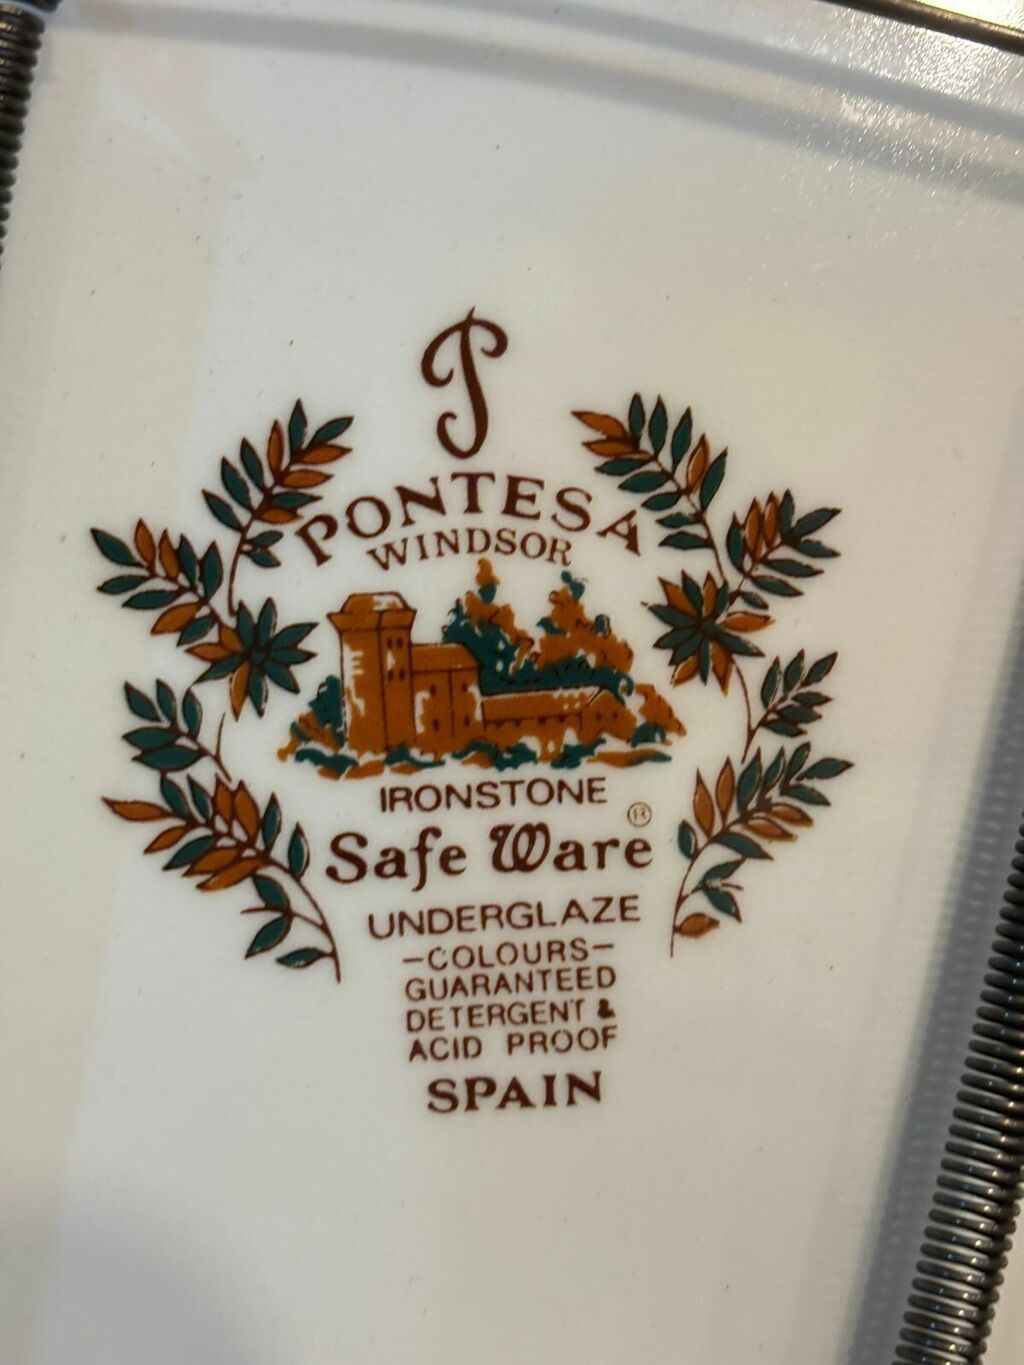 P
PONTESA
WINDSOR
IRONSTONE
Safe Ware®
UNDERGLAZE
-COLOURS-
GUARANTEED
DETERGENT &
ACID PROOF
SPAIN